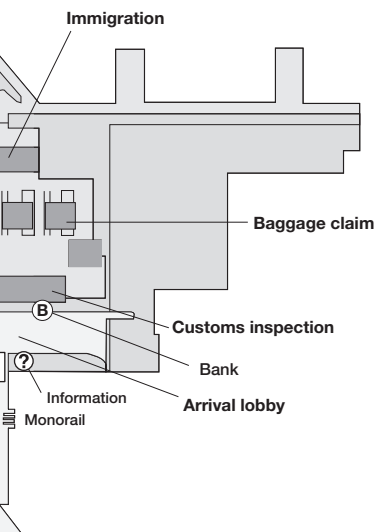 Immigration
Baggage claim
B
Customs inspection
Bank
?
Information
Arrival lobby
Monorail